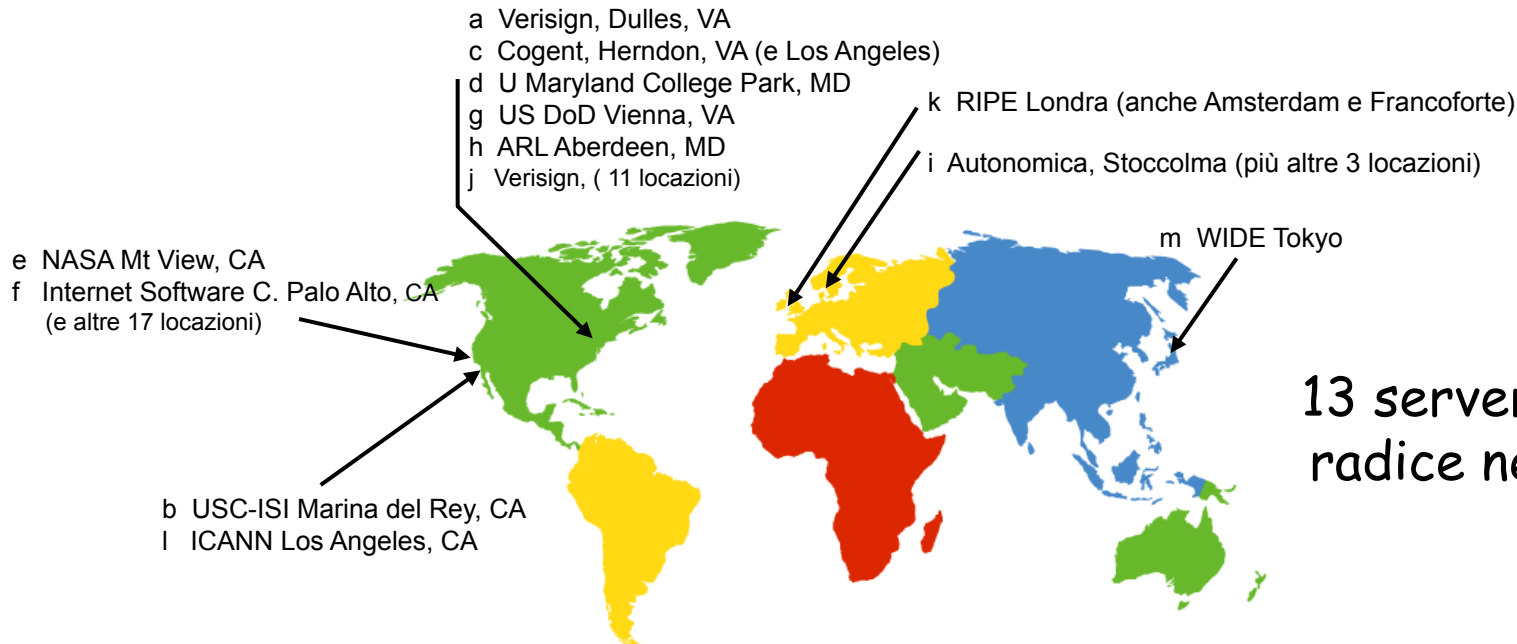 a Verisign, Dulles, VA
c Cogent, Herndon, VA (e Los Angeles)
d U Maryland College Park, MD
g US DoD Vienna, VA
h ARL Aberdeen, MD
j Verisign, ( 11 locazioni)
k RIPE Londra (anche Amsterdam e Francoforte)
i Autonomica, Stoccolma (più altre 3 locazioni)
m WIDE Tokyo
e NASA Mt View, CA
f Internet Software C. Palo Alto, CA
(e altre 17 locazioni)
b USC-ISI Marina del Rey, CA
l ICANN Los Angeles, CA
13 server
radice